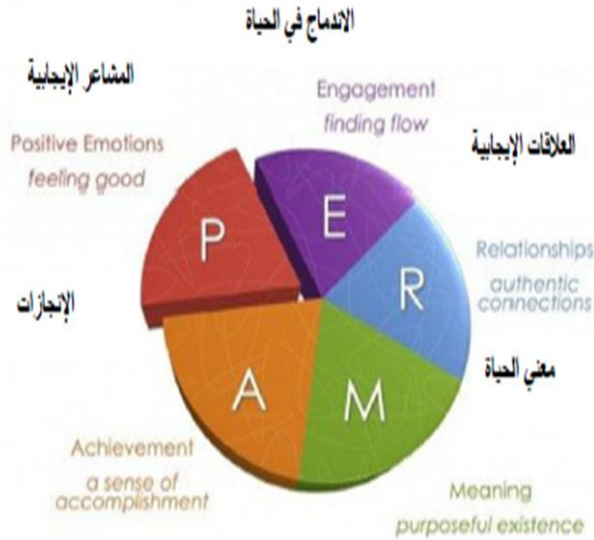 الاندماج في الحياة
المشاعر الإيجابية
Engagement
finding flow
Positive Emotions
feeling good
العلاقات الإيجابية
P
E
R
Relationships
authentic
connections
الإنجازات
معني الحياة
A
M
Achievement
a sense of
accomplishment
Meaning
purposeful existence